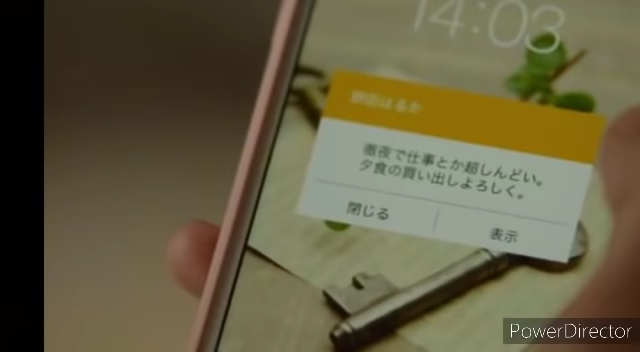 14:03
徹夜で仕事とか超しんどい。
夕食の買い出しよろしく。
閉じる
表示
PowerDirector